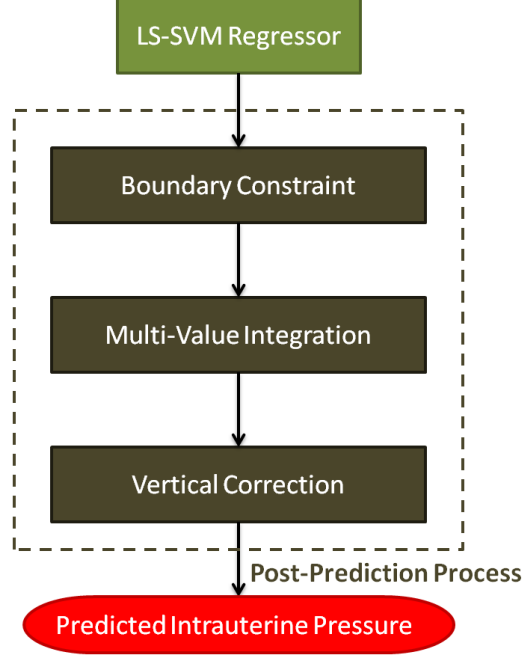 LS-SVM Regressor
Boundary Constraint
Multi-Value Integration
Vertical Correction
Post-Prediction Process
Predicted Intrauterine Pressure